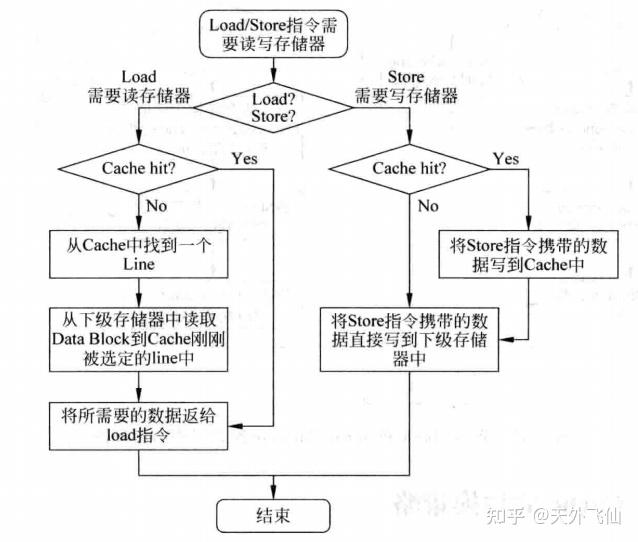 Load/Store指令需
要读写存储器
Load
需要读存储器
Load?
Store?
Store
需要写存储器
Cache hit?
Yes
No
从Cache中找到一个
Line
从下级存储器中读取
Data Block到Cache刚刚
被选定的line中
将所需要的数据返给
load指令
Cache hit?
Yes
No
将Store指令携带的数
据写到Cache中
将Store指令携带的数
据直接写到下级存储
器中
结束
知乎 @天外飞仙